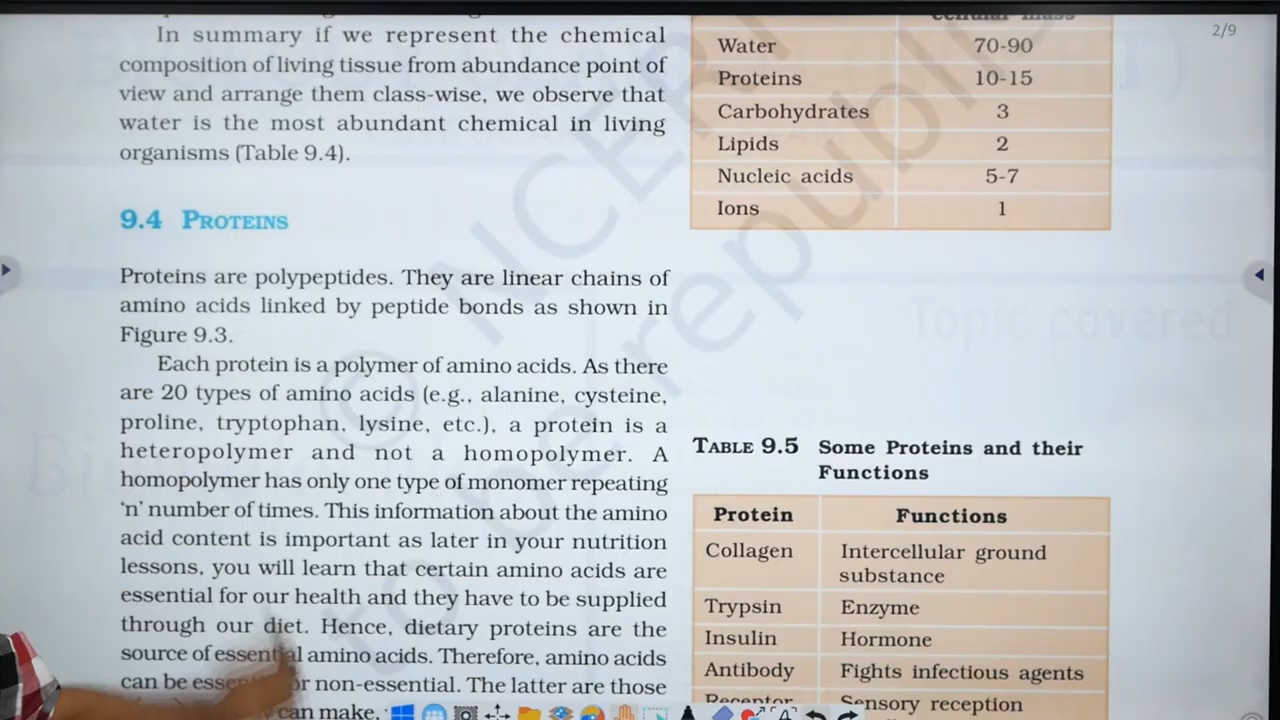 In summary if we represent the chemical
composition of living tissue from abundance point of
view and arrange them class-wise, we observe that
water is the most abundant chemical in living
organisms (Table 9.4).
9.4 PROTEINS
Proteins are polypeptides. They are linear chains of
amino acids linked by peptide bonds as shown in
Figure 9.3.
Each protein is a polymer of amino acids. As there
are 20 types of amino acids (e.g., alanine, cysteine,
proline, tryptophan, lysine, etc.), a protein is a
heteropolymer and not a homopolymer. A
homopolymer has only one type of monomer repeating
‘n’ number of times. This information about the amino
acid content is important as later in your nutrition
lessons, you will learn that certain amino acids are
essential for our health and they have to be supplied
through our diet. Hence, dietary proteins are the
source of essential amino acids. Therefore, amino acids
can be or non-essential. The latter are those
can make,
cellular mass
Water 70-90
Proteins 10-15
Carbohydrates 3
Lipids 2
Nucleic acids 5-7
Ions 1
2/9
Topic covered
TABLE 9.5 Some Proteins and their
Functions
Protein Functions
Collagen Intercellular ground
substance
Trypsin Enzyme
Insulin Hormone
Antibody Fights infectious agents
Receptor Sensory reception
© NCERT
to be republished